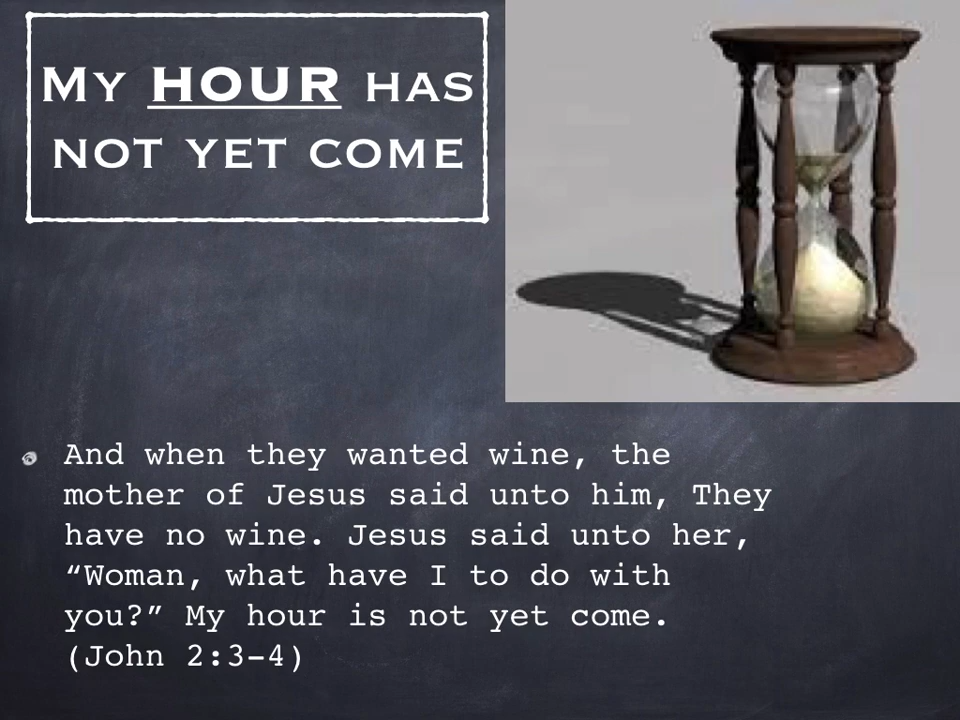 My HOUR has
not yet come
And when they wanted wine, the
mother of Jesus said unto him, They
have no wine. Jesus said unto her,
“Woman, what have I to do with
you?” My hour is not yet come.
(John 2:3-4)